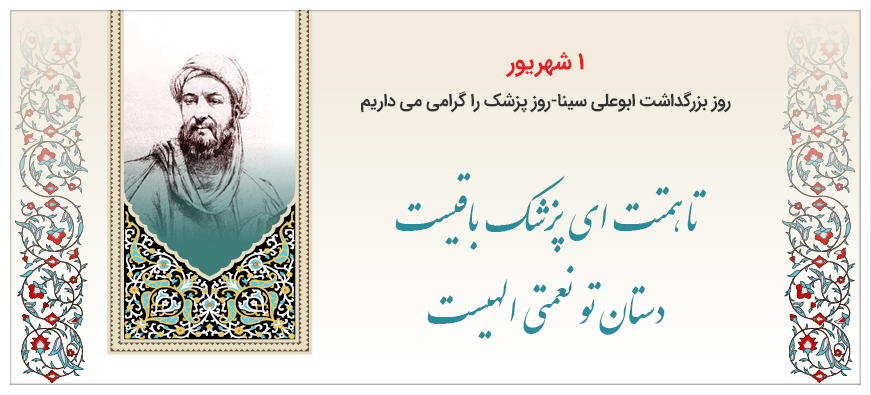 ۱ شهریور
روز بزرگداشت ابوعلی سینا-روز پزشک را گرامی می داریم
تا همتت ای پزشک باقیست
دستان تو نعمتی الهیست